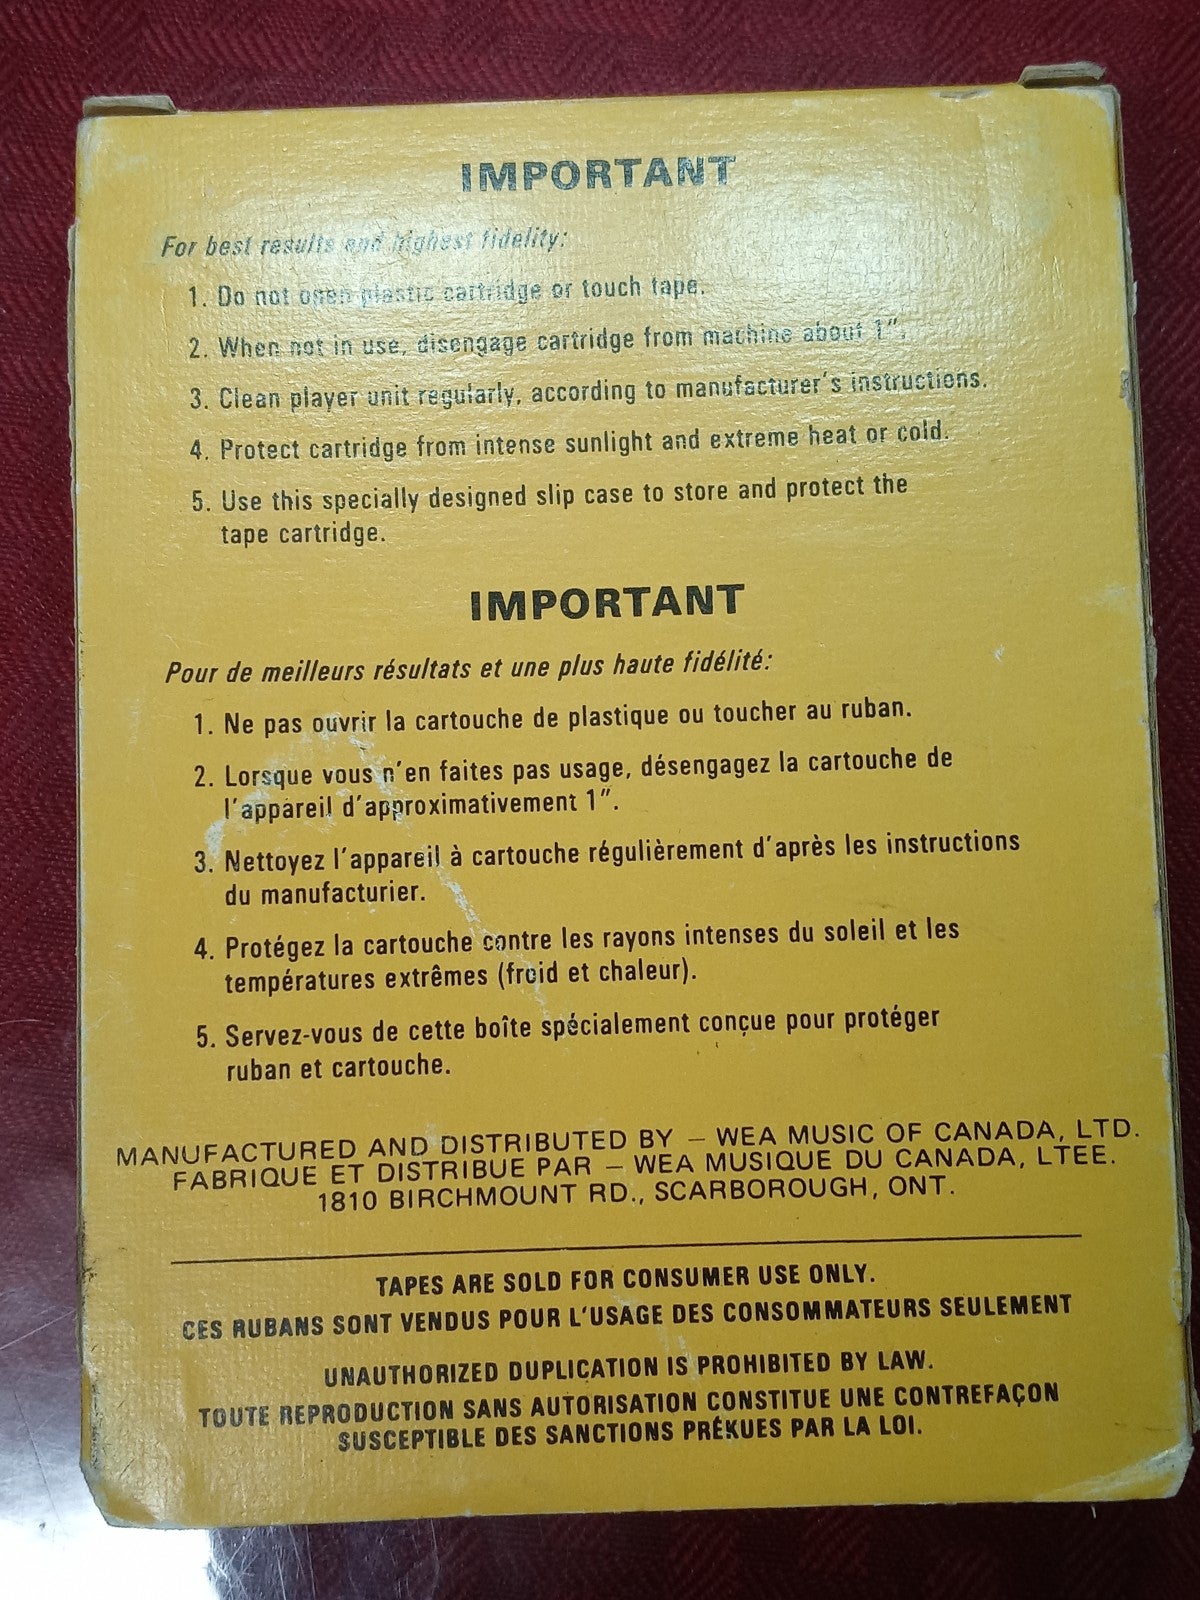 IMPORTANT
For best results and highest fidelity:
1. Do not open plastic cartridge or touch tape.
2. When not in use, disengage cartridge from machine about 1″.
3. Clean player unit regularly, according to manufacturer's instructions.
4. Protect cartridge from intense sunlight and extreme heat or cold.
5. Use this specially designed slip case to store and protect the
tape cartridge.
IMPORTANT
Pour de meilleurs résultats et une plus haute fidélité:
1. Ne pas ouvrir la cartouche de plastique ou toucher au ruban.
2. Lorsque vous n'en faites pas usage, désengagez la cartouche de
l'appareil d'approximativement 1″.
3. Nettoyez l'appareil à cartouche régulièrement d'après les instructions
du manufacturier.
4. Protégez la cartouche contre les rayons intenses du soleil et les
températures extrêmes (froid et chaleur).
5. Servez-vous de cette boîte spécialement conçue pour protéger
ruban et cartouche.
MANUFACTURED AND DISTRIBUTED BY – WEA MUSIC OF CANADA, LTD.
FABRIQUE ET DISTRIBUE PAR – WEA MUSIQUE DU CANADA, LTEE.
1810 BIRCHMOUNT RD., SCARBOROUGH, ONT.
TAPES ARE SOLD FOR CONSUMER USE ONLY.
CES RUBANS SONT VENDUS POUR L'USAGE DES CONSOMMATEURS SEULEMENT
UNAUTHORIZED DUPLICATION IS PROHIBITED BY LAW.
TOUTE REPRODUCTION SANS AUTORISATION CONSTITUE UNE CONTREFAÇON
SUSCEPTIBLE DES SANCTIONS PRÉKUES PAR LA LOI.